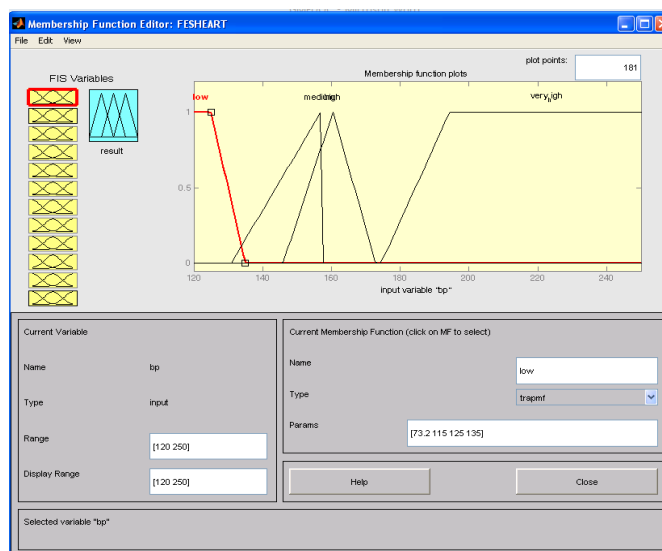 Membership Function Editor: FESHEART
File Edit View
FIS Variables
result
plot points:
181
Membership function plots
low
medium
high
very_high
1
0.5
0
120 140 160 180 200 220 240
input variable "bp"
Current Variable
Name bp
Type input
Range [120 250]
Display Range [120 250]
Current Membership Function (click on MF to select)
Name low
Type trapmf
Params [73.2 115 125 135]
Help Close
Selected variable "bp"